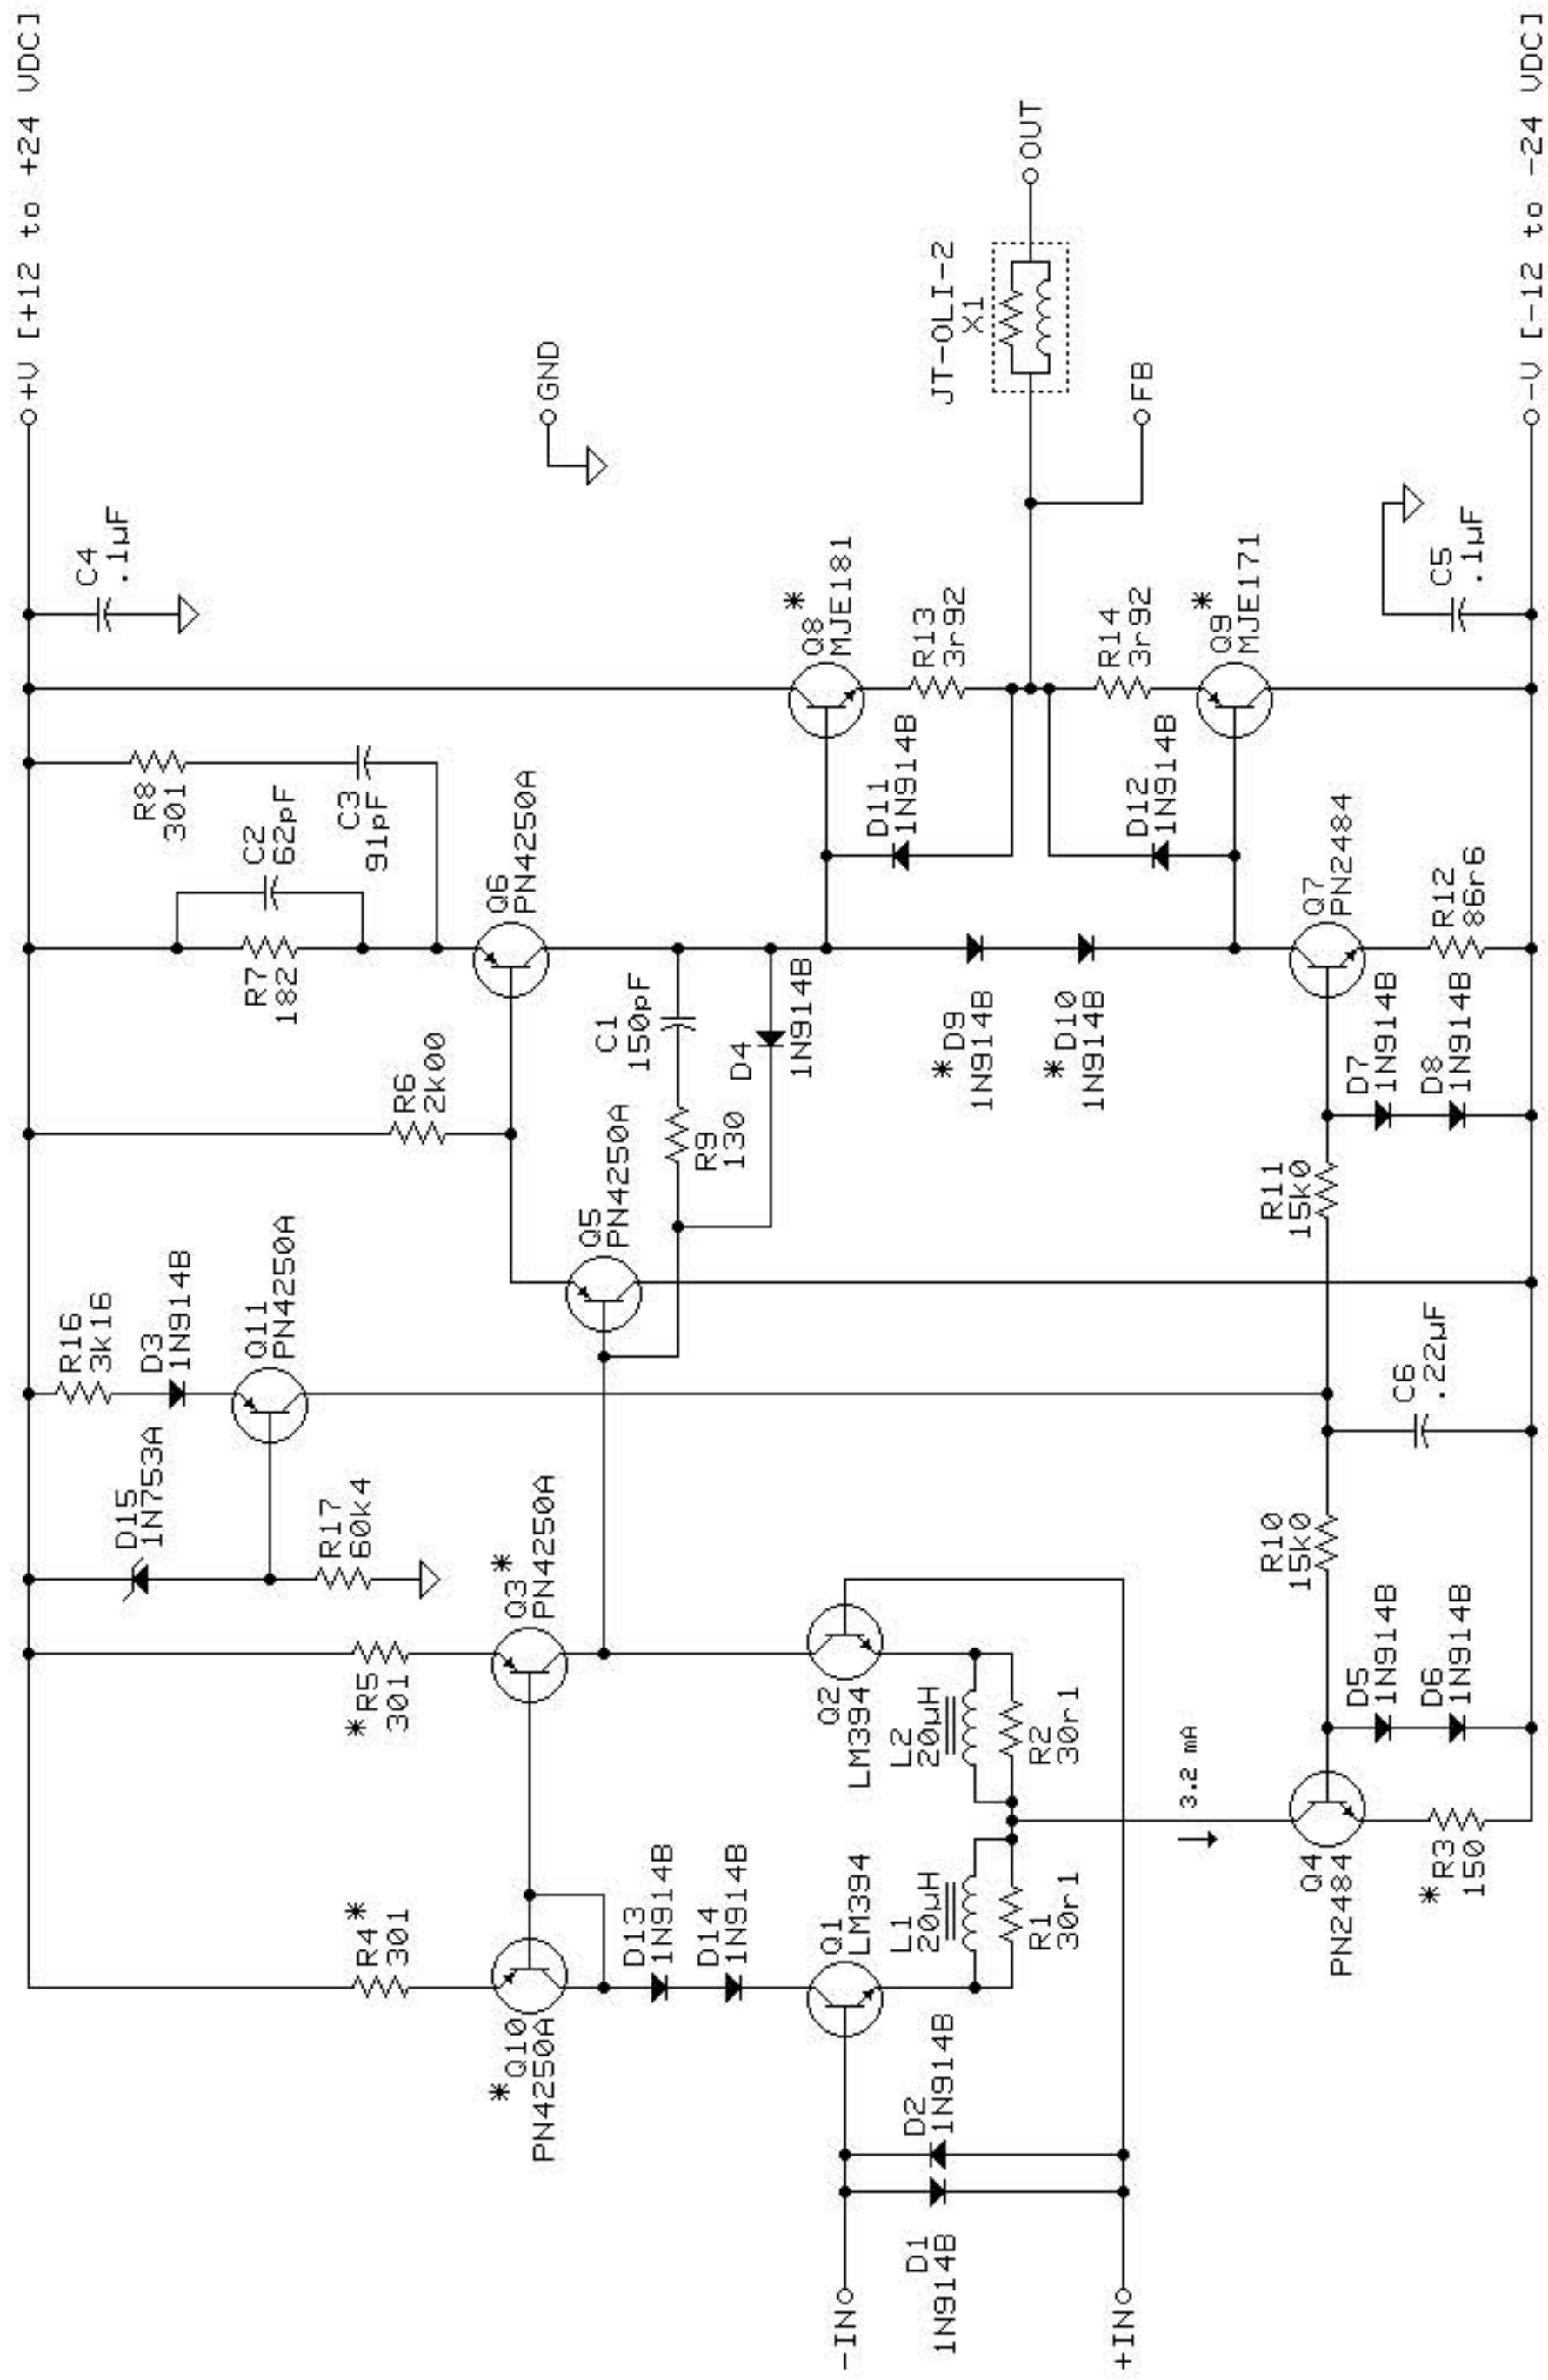 +V [+12 to +24 VDC]
R4*
301
*R5
301
D15
1N753A
R17
60k4
R16
3k16
D3
1N914B
Q11
PN4250A
R6
2k00
R7
182
C2
62pF
R8
301
C3
91pF
C4
.1µF
GND
*Q10
PN4250A
Q3*
PN4250A
Q5
PN4250A
Q6
PN4250A
D13
1N914B
D14
1N914B
C1
150pF
R9
130
D4
1N914B
Q8 *
MJE181
R13
3r92
D11
1N914B
JT-OLI-2
X1
OUT
FB
-IN
Q1
LM394
Q2
LM394
D2
1N914B
D1
1N914B
L1
20µH
L2
20µH
R1
30r1
R2
30r1
+IN
*D9
1N914B
*D10
1N914B
R14
3r92
D12
1N914B
Q9 *
MJE171
3.2 mA
R10
15k0
R11
15k0
Q4
PN2484
Q7
PN2484
D5
1N914B
D6
1N914B
D7
1N914B
D8
1N914B
*R3
150
C6
.22µF
R12
86r6
C5
.1µF
-V [-12 to -24 VDC]